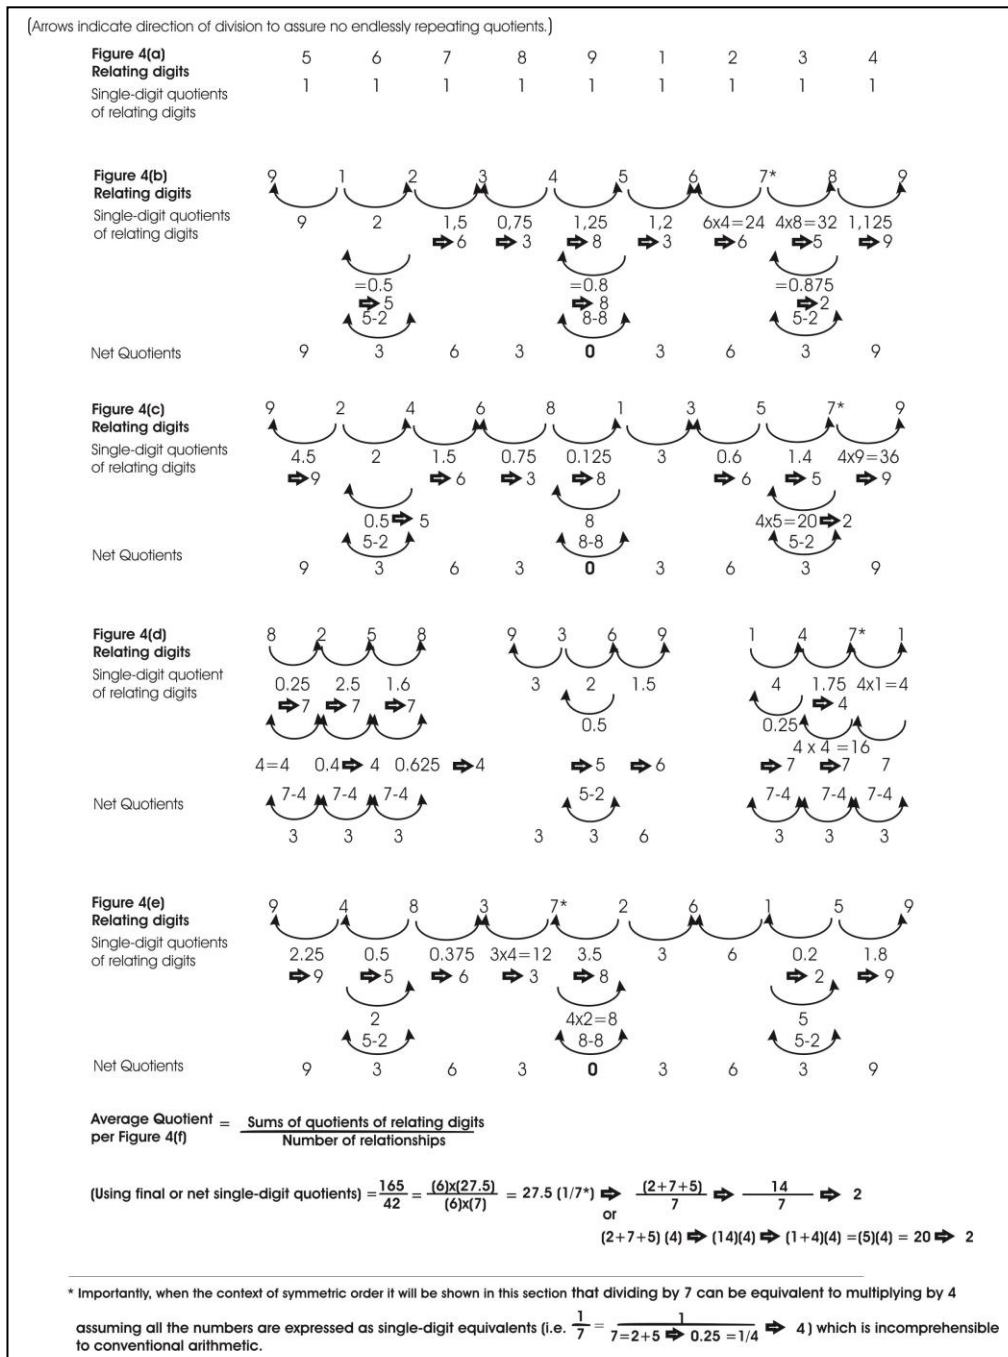 (Arrows indicate direction of division to assure no endlessly repeating quotients.)
Figure 4(a)
Relating digits 5 6 7 8 9 1 2 3 4
Single-digit quotients
of relating digits 1 1 1 1 1 1 1 1 1
Figure 4(b)
Relating digits 9 1 2 3 4 5 6 7* 8 9
Single-digit quotients
of relating digits 9 2 1,5 0,75 1,25 1,2 6x4=24 4x8=32 1,125
⇨6 ⇨3 ⇨8 ⇨3 ⇨6 ⇨5 ⇨9
=0.5 =0.8 =0.875
⇨5 ⇨8 ⇨2
5-2 8-8 5-2
Net Quotients 9 3 6 3 0 3 6 3 9
Figure 4(c)
Relating digits 9 2 4 6 8 1 3 5 7* 9
Single-digit quotients
of relating digits 4.5 2 1.5 0.75 0.125 3 0.6 1.4 4x9=36
⇨9 ⇨6 ⇨3 ⇨8 ⇨6 ⇨5 ⇨9
0.5⇨5 8 4x5=20⇨2
5-2 8-8 5-2
Net Quotients 9 3 6 3 0 3 6 3 9
Figure 4(d)
Relating digits 8 2 5 8 9 3 6 9 1 4 7* 1
Single-digit quotient
of relating digits 0.25 2.5 1.6 3 2 1.5 4 1.75 4x1=4
⇨7 ⇨7 ⇨7 ⇨4
0.5 0.25
4 x 4 =16
4=4 0.4⇨4 0.625 ⇨4 ⇨5 ⇨6 ⇨7 ⇨7 7
Net Quotients 7-4 7-4 7-4 5-2 7-4 7-4 7-4
3 3 3 3 3 6 3 3 3
Figure 4(e)
Relating digits 9 4 8 3 7* 2 6 1 5 9
Single-digit quotients
of relating digits 2.25 0.5 0.375 3x4=12 3.5 3 6 0.2 1.8
⇨9 ⇨5 ⇨6 ⇨3 ⇨8 ⇨2 ⇨9
2 4x2=8 5
5-2 8-8 5-2
Net Quotients 9 3 6 3 0 3 6 3 9
Average Quotient
per Figure 4(f) = Sums of quotients of relating digits / Number of relationships
(Using final or net single-digit quotients) = 165/42 = (6)x(27.5)/(6)x(7) = 27.5 (1/7*) ⇨ (2+7+5)/7 ⇨ 14/7 ⇨ 2
or
(2+7+5) (4) ⇨ (14)(4) ⇨ (1+4)(4) =(5)(4) = 20 ⇨ 2
* Importantly, when the context of symmetric order it will be shown in this section that dividing by 7 can be equivalent to multiplying by 4
assuming all the numbers are expressed as single-digit equivalents (i.e. 1/7 = 1/7=2+5 ⇨ 0.25 =1/4 ⇨ 4) which is incomprehensible
to conventional arithmetic.